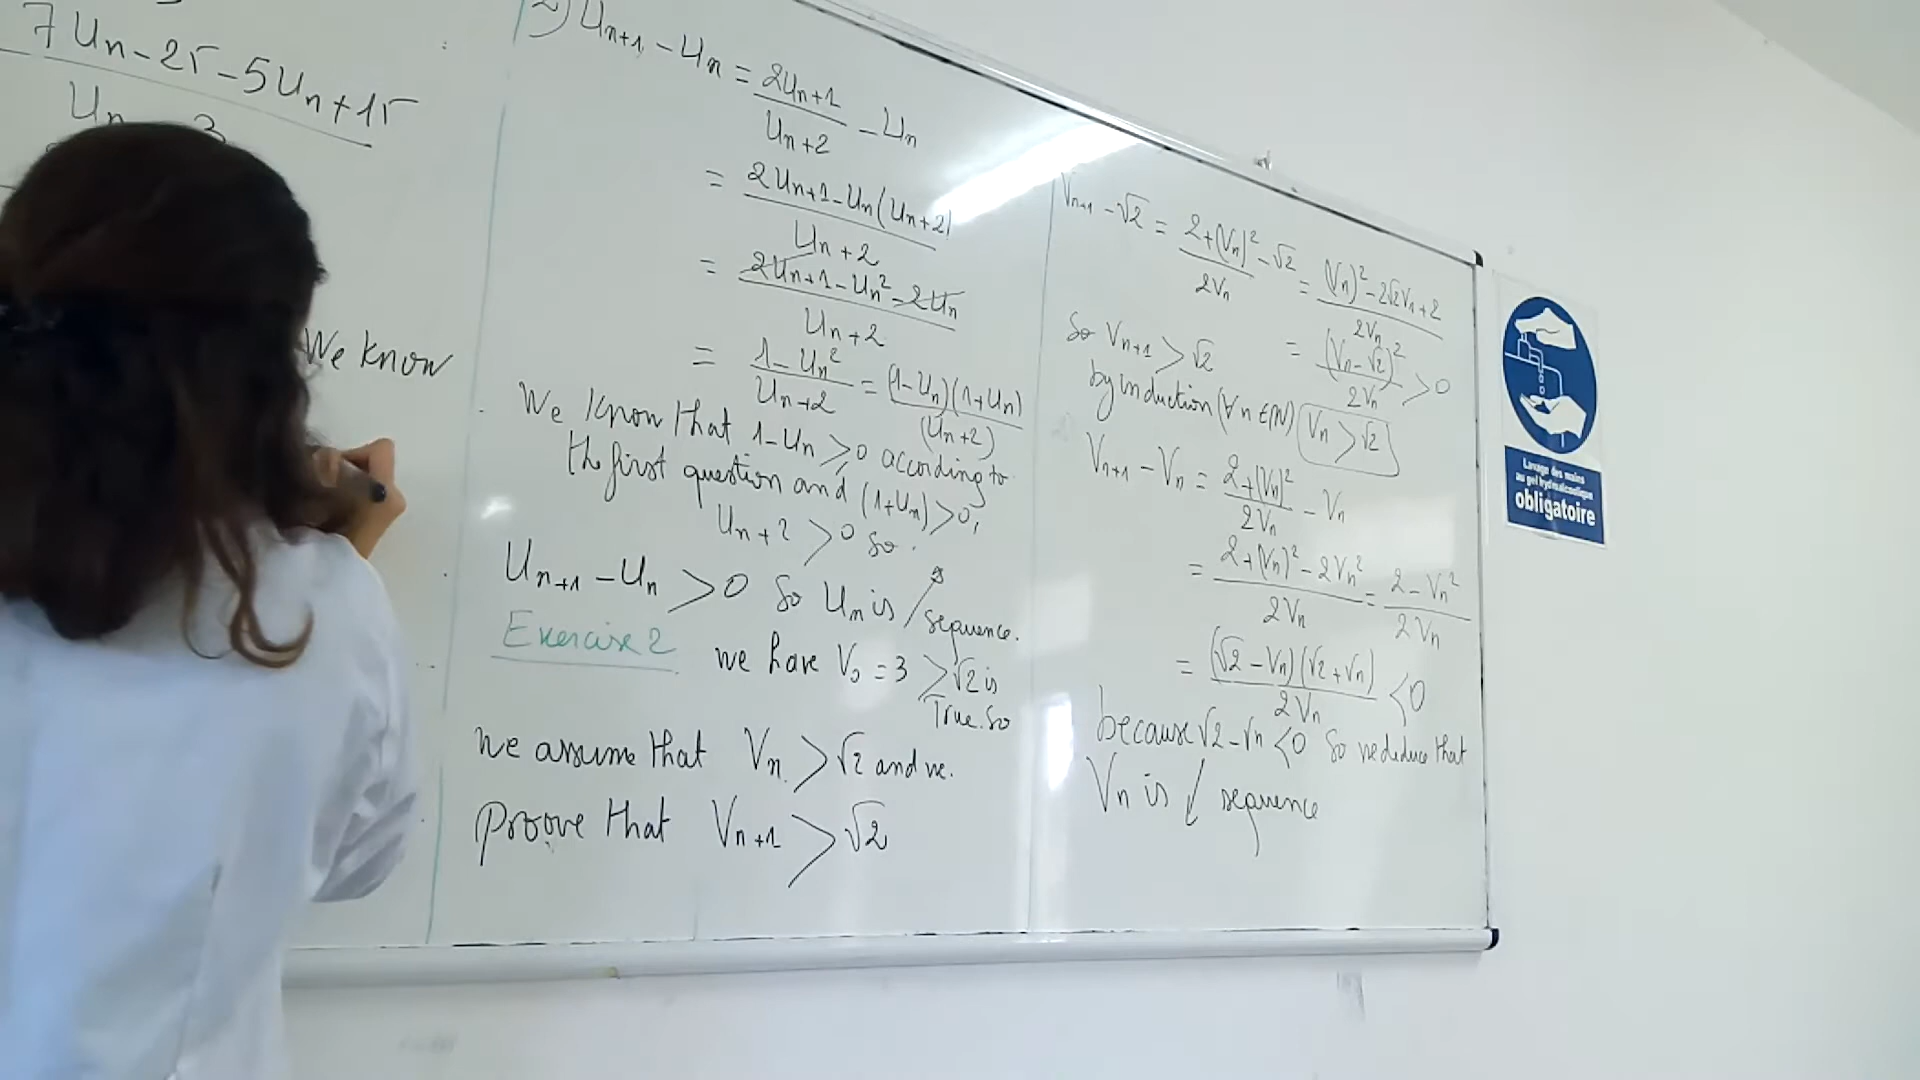 7Un-25-5Un+15
Un 3
We know
2) Un+1 - Un = 2Un+1 / Un+2 - Un
= 2Un+1-Un(Un+2) / Un+2
= 2Un+1-Un²-2Un / Un+2
= 1-Un² / Un+2 = (1-Un)(1+Un) / (Un+2)
We know that 1-Un > 0 according to
the first question and (1+Un) > 0,
Un+2 > 0 so
Un+1 - Un > 0 So Un is ↗ sequence.
Exercise 2
we have V0 = 3 > √2 is
True. So
we assume that Vn > √2 and we.
proove that Vn+1 > √2
Vn+1 - √2 = 2+(Vn)² / 2Vn - √2 = (Vn)²-2√2Vn+2 / 2Vn
= (Vn-√2)² / 2Vn > 0
So Vn+1 > √2
by induction (∀n∈ℕ) Vn > √2
Vn+1 - Vn = 2+(Vn)² / 2Vn - Vn
= 2+(Vn)²-2Vn² / 2Vn = 2-Vn² / 2Vn
= (√2-Vn)(√2+Vn) / 2Vn < 0
because √2-Vn < 0 So we deduce that
Vn is ↓ sequence
Lavage des mains
au gel hydroalcoolique
obligatoire